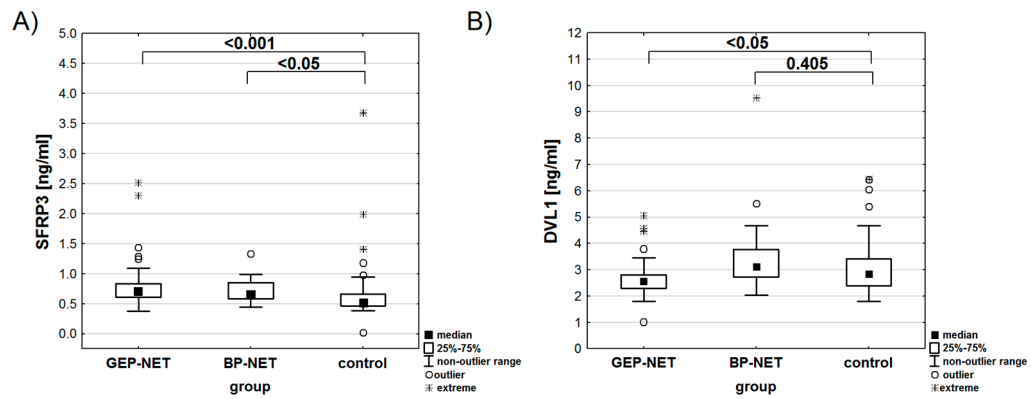 A)
SFRP3 [ng/ml]
5.0
4.5
4.0
3.5
3.0
2.5
2.0
1.5
1.0
0.5
0.0
<0.001
<0.05
GEP-NET BP-NET control
group
median
25%-75%
non-outlier range
outlier
extreme
B)
DVL1 [ng/ml]
12
11
10
9
8
7
6
5
4
3
2
1
0
<0.05
0.405
GEP-NET BP-NET control
group
median
25%-75%
non-outlier range
outlier
extreme